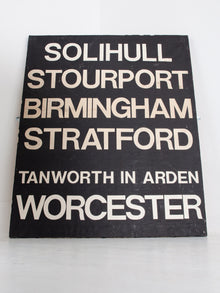 SOLIHULL
STOURPORT
BIRMINGHAM
STRATFORD
TANWORTH IN ARDEN
WORCESTER